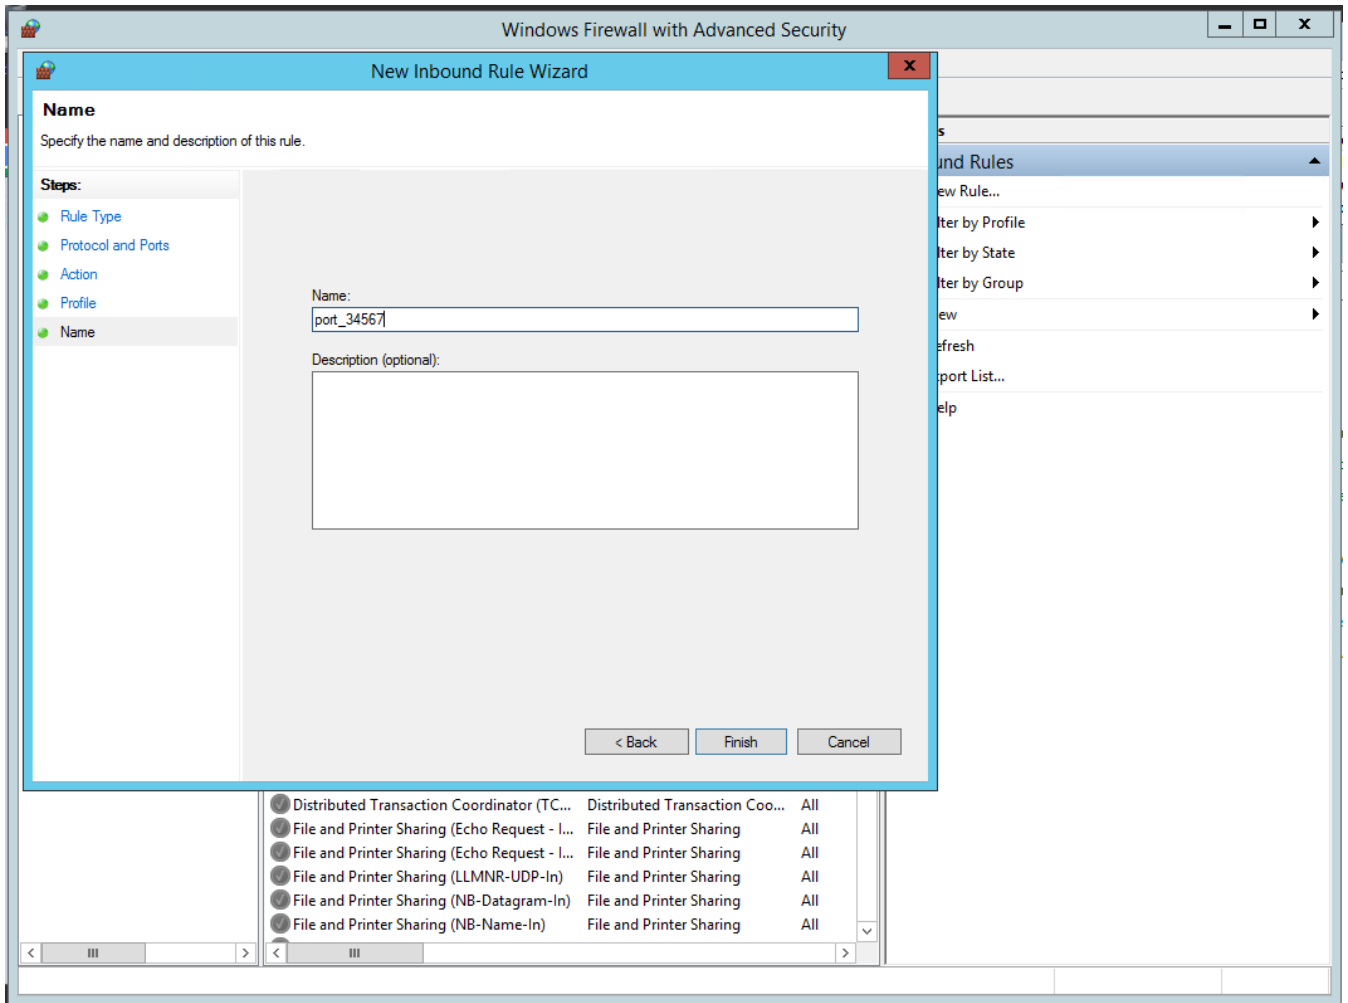 Windows Firewall with Advanced Security
New Inbound Rule Wizard
Name
Specify the name and description of this rule.
Steps:
Rule Type
Protocol and Ports
Action
Profile
Name
Name:
port_34567
Description (optional):
< Back Finish Cancel
s
und Rules
ew Rule...
lter by Profile
lter by State
lter by Group
ew
efresh
port List...
elp
Distributed Transaction Coordinator (TC... Distributed Transaction Coo... All
File and Printer Sharing (Echo Request - I... File and Printer Sharing All
File and Printer Sharing (Echo Request - I... File and Printer Sharing All
File and Printer Sharing (LLMNR-UDP-In) File and Printer Sharing All
File and Printer Sharing (NB-Datagram-In) File and Printer Sharing All
File and Printer Sharing (NB-Name-In) File and Printer Sharing All